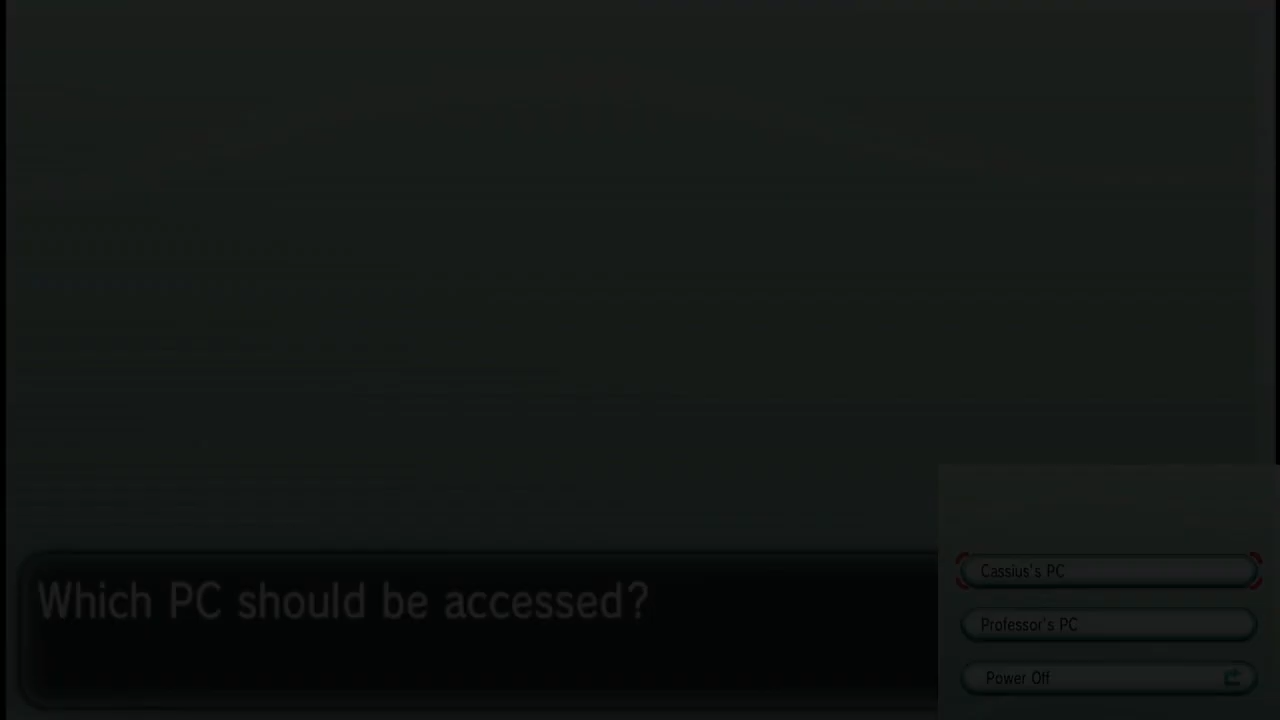 Which PC should be accessed?
Cassius's PC
Professor's PC
Power Off